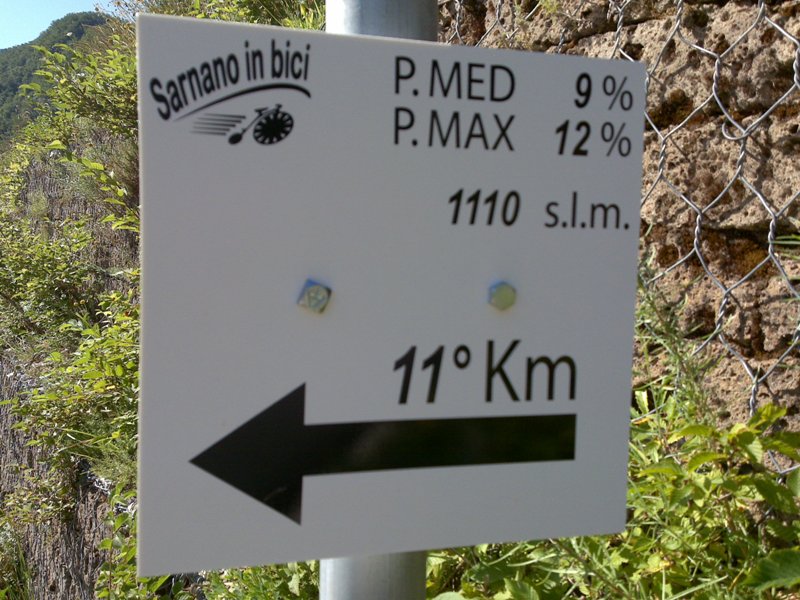 Sarnano in bici
P.MED 9 %
P.MAX 12 %
1110 s.l.m.
11° Km